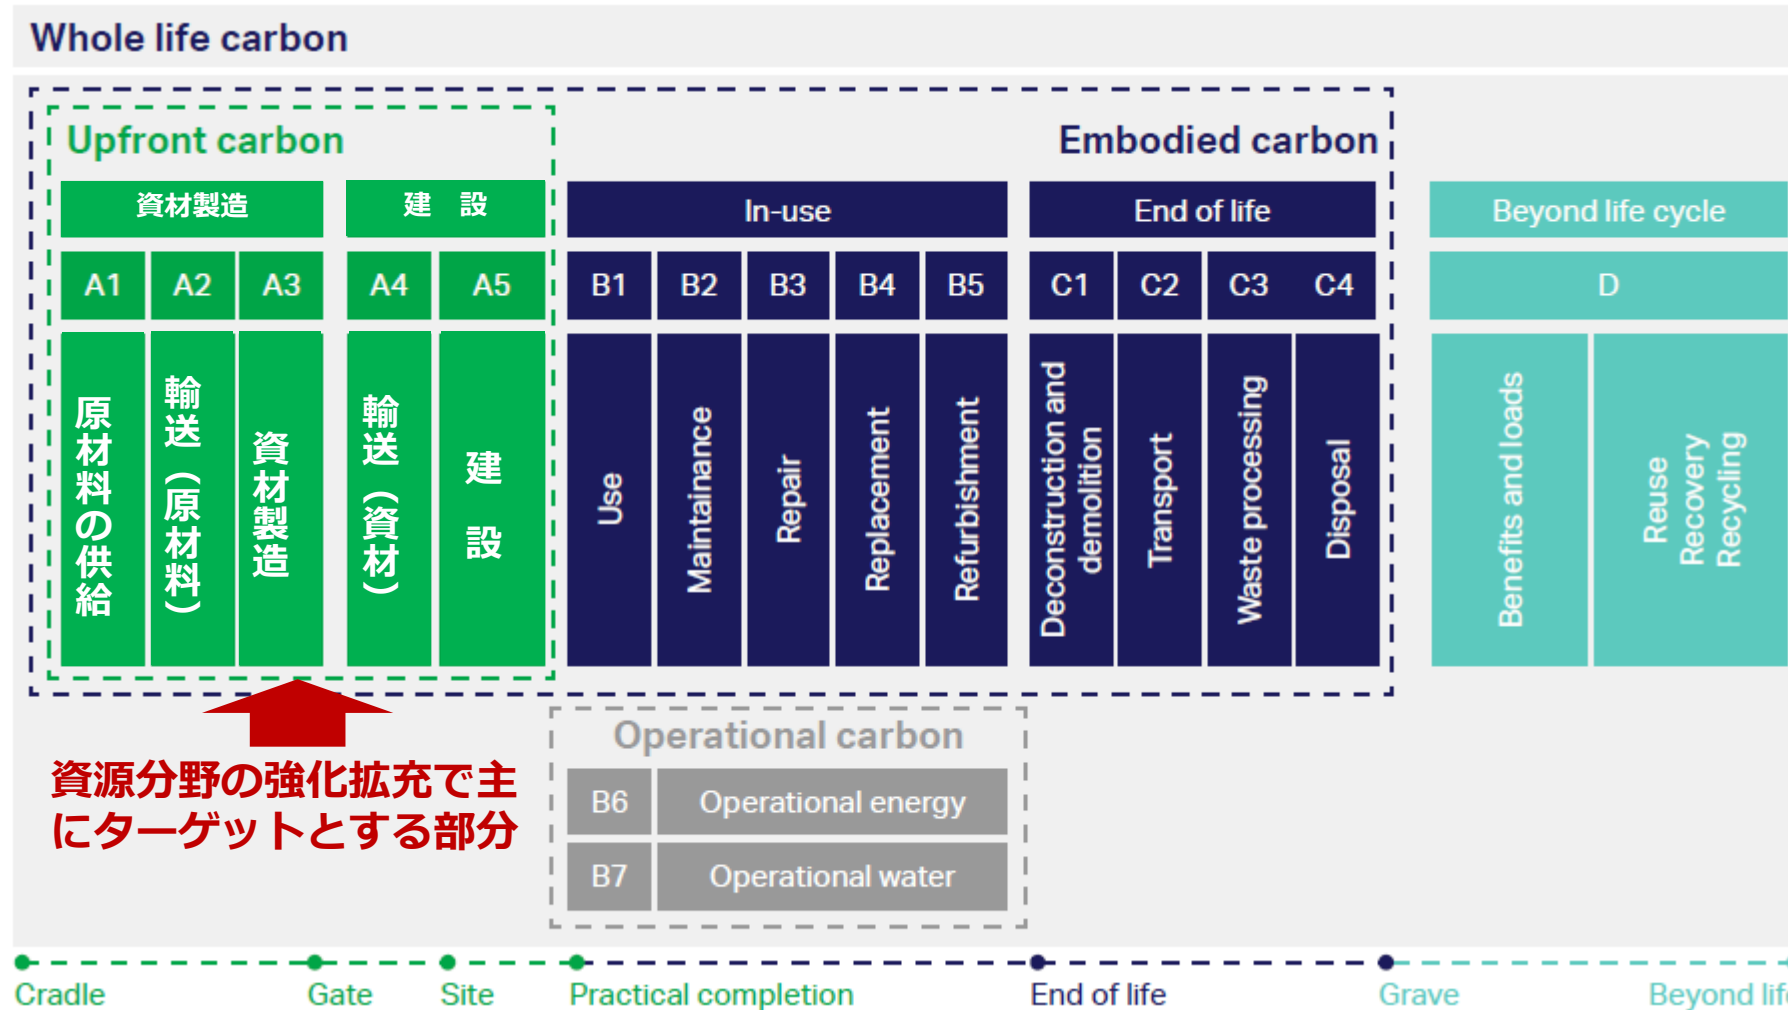 Whole life carbon
Upfront carbon
Embodied carbon
資材製造
建 設
In-use
End of life
Beyond life cycle
A1
A2
A3
A4
A5
B1
B2
B3
B4
B5
C1
C2
C3
C4
D
原材料の供給
輸送（原材料）
資材製造
輸送（資材）
建 設
Use
Maintainance
Repair
Replacement
Refurbishment
Deconstruction and
demolition
Transport
Waste processing
Disposal
Benefits and loads
Reuse
Recovery
Recycling
資源分野の強化拡充で主
にターゲットとする部分
Operational carbon
B6
Operational energy
B7
Operational water
Cradle
Gate
Site
Practical completion
End of life
Grave
Beyond life